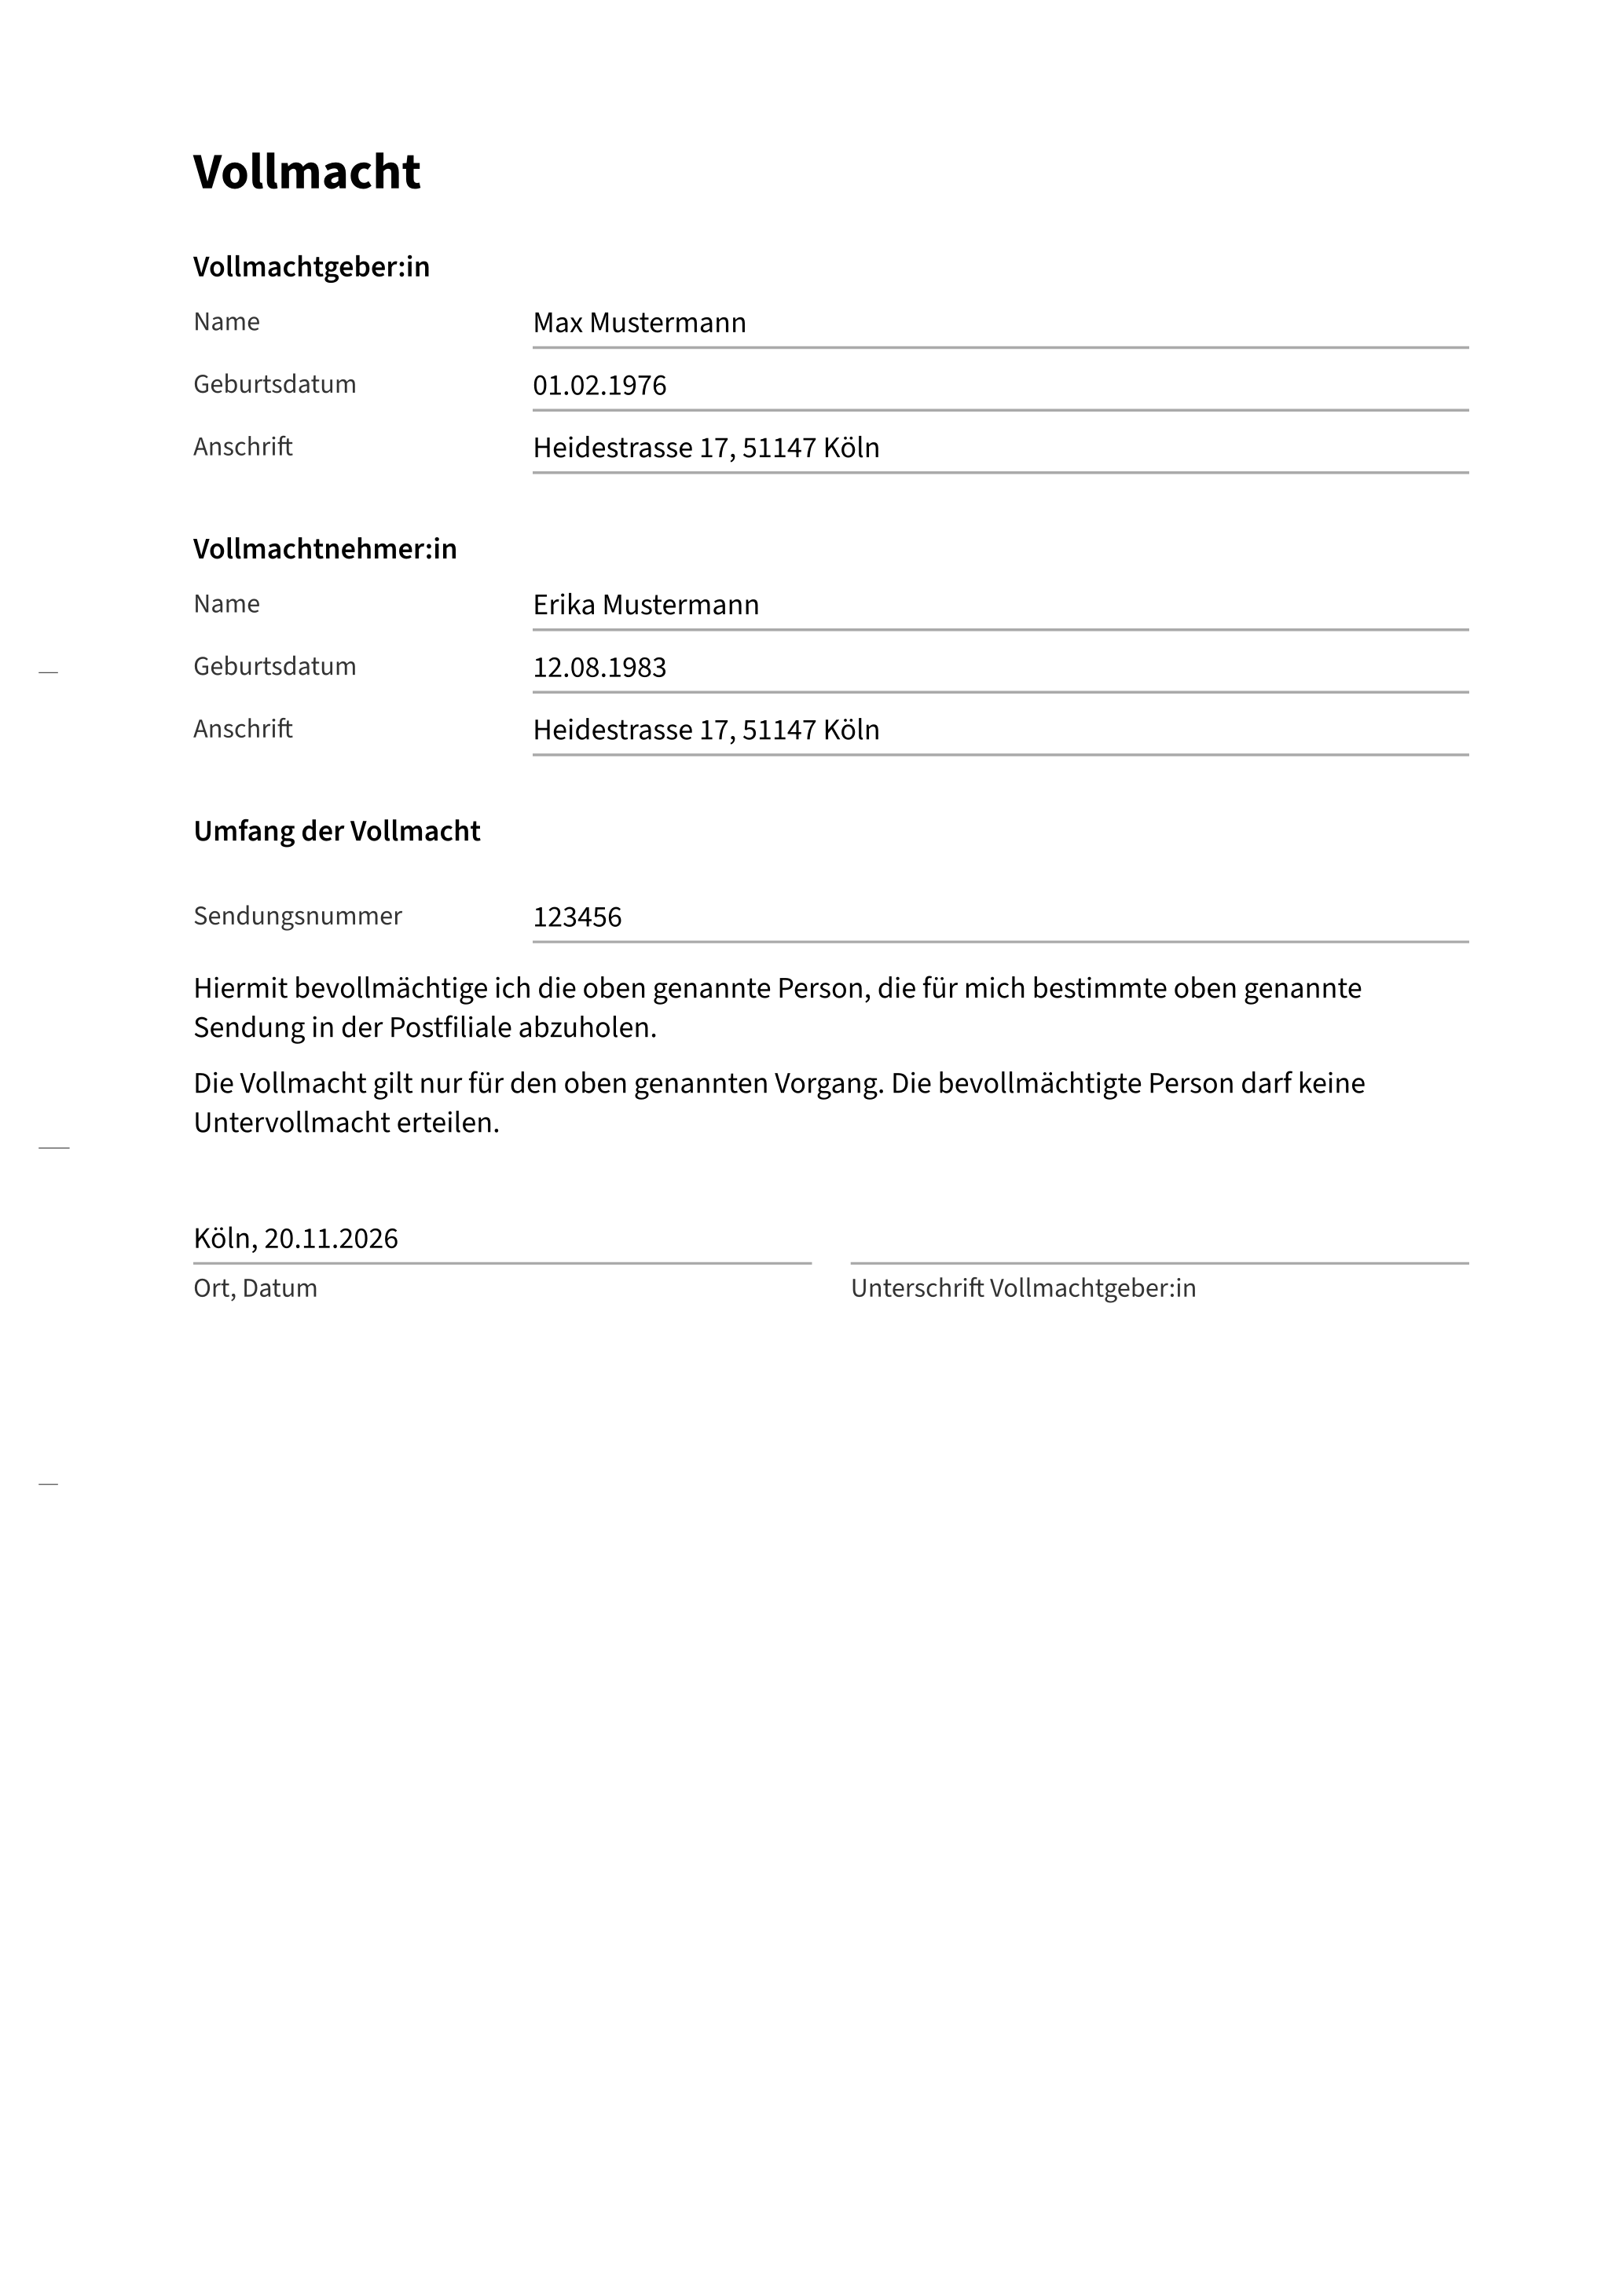 Vollmacht
Vollmachtgeber:in
Name Max Mustermann
Geburtsdatum 01.02.1976
Anschrift Heidestrasse 17, 51147 Köln
Vollmachtnehmer:in
Name Erika Mustermann
Geburtsdatum 12.08.1983
Anschrift Heidestrasse 17, 51147 Köln
Umfang der Vollmacht
Sendungsnummer 123456
Hiermit bevollmächtige ich die oben genannte Person, die für mich bestimmte oben genannte
Sendung in der Postfiliale abzuholen.
Die Vollmacht gilt nur für den oben genannten Vorgang. Die bevollmächtigte Person darf keine
Untervollmacht erteilen.
Köln, 20.11.2026
Ort, Datum Unterschrift Vollmachtgeber:in